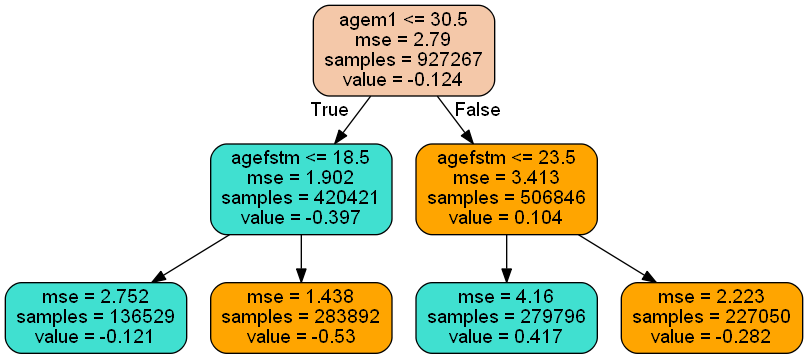 agem1 <= 30.5
mse = 2.79
samples = 927267
value = -0.124
True
False
agefstm <= 18.5
mse = 1.902
samples = 420421
value = -0.397
agefstm <= 23.5
mse = 3.413
samples = 506846
value = 0.104
mse = 2.752
samples = 136529
value = -0.121
mse = 1.438
samples = 283892
value = -0.53
mse = 4.16
samples = 279796
value = 0.417
mse = 2.223
samples = 227050
value = -0.282